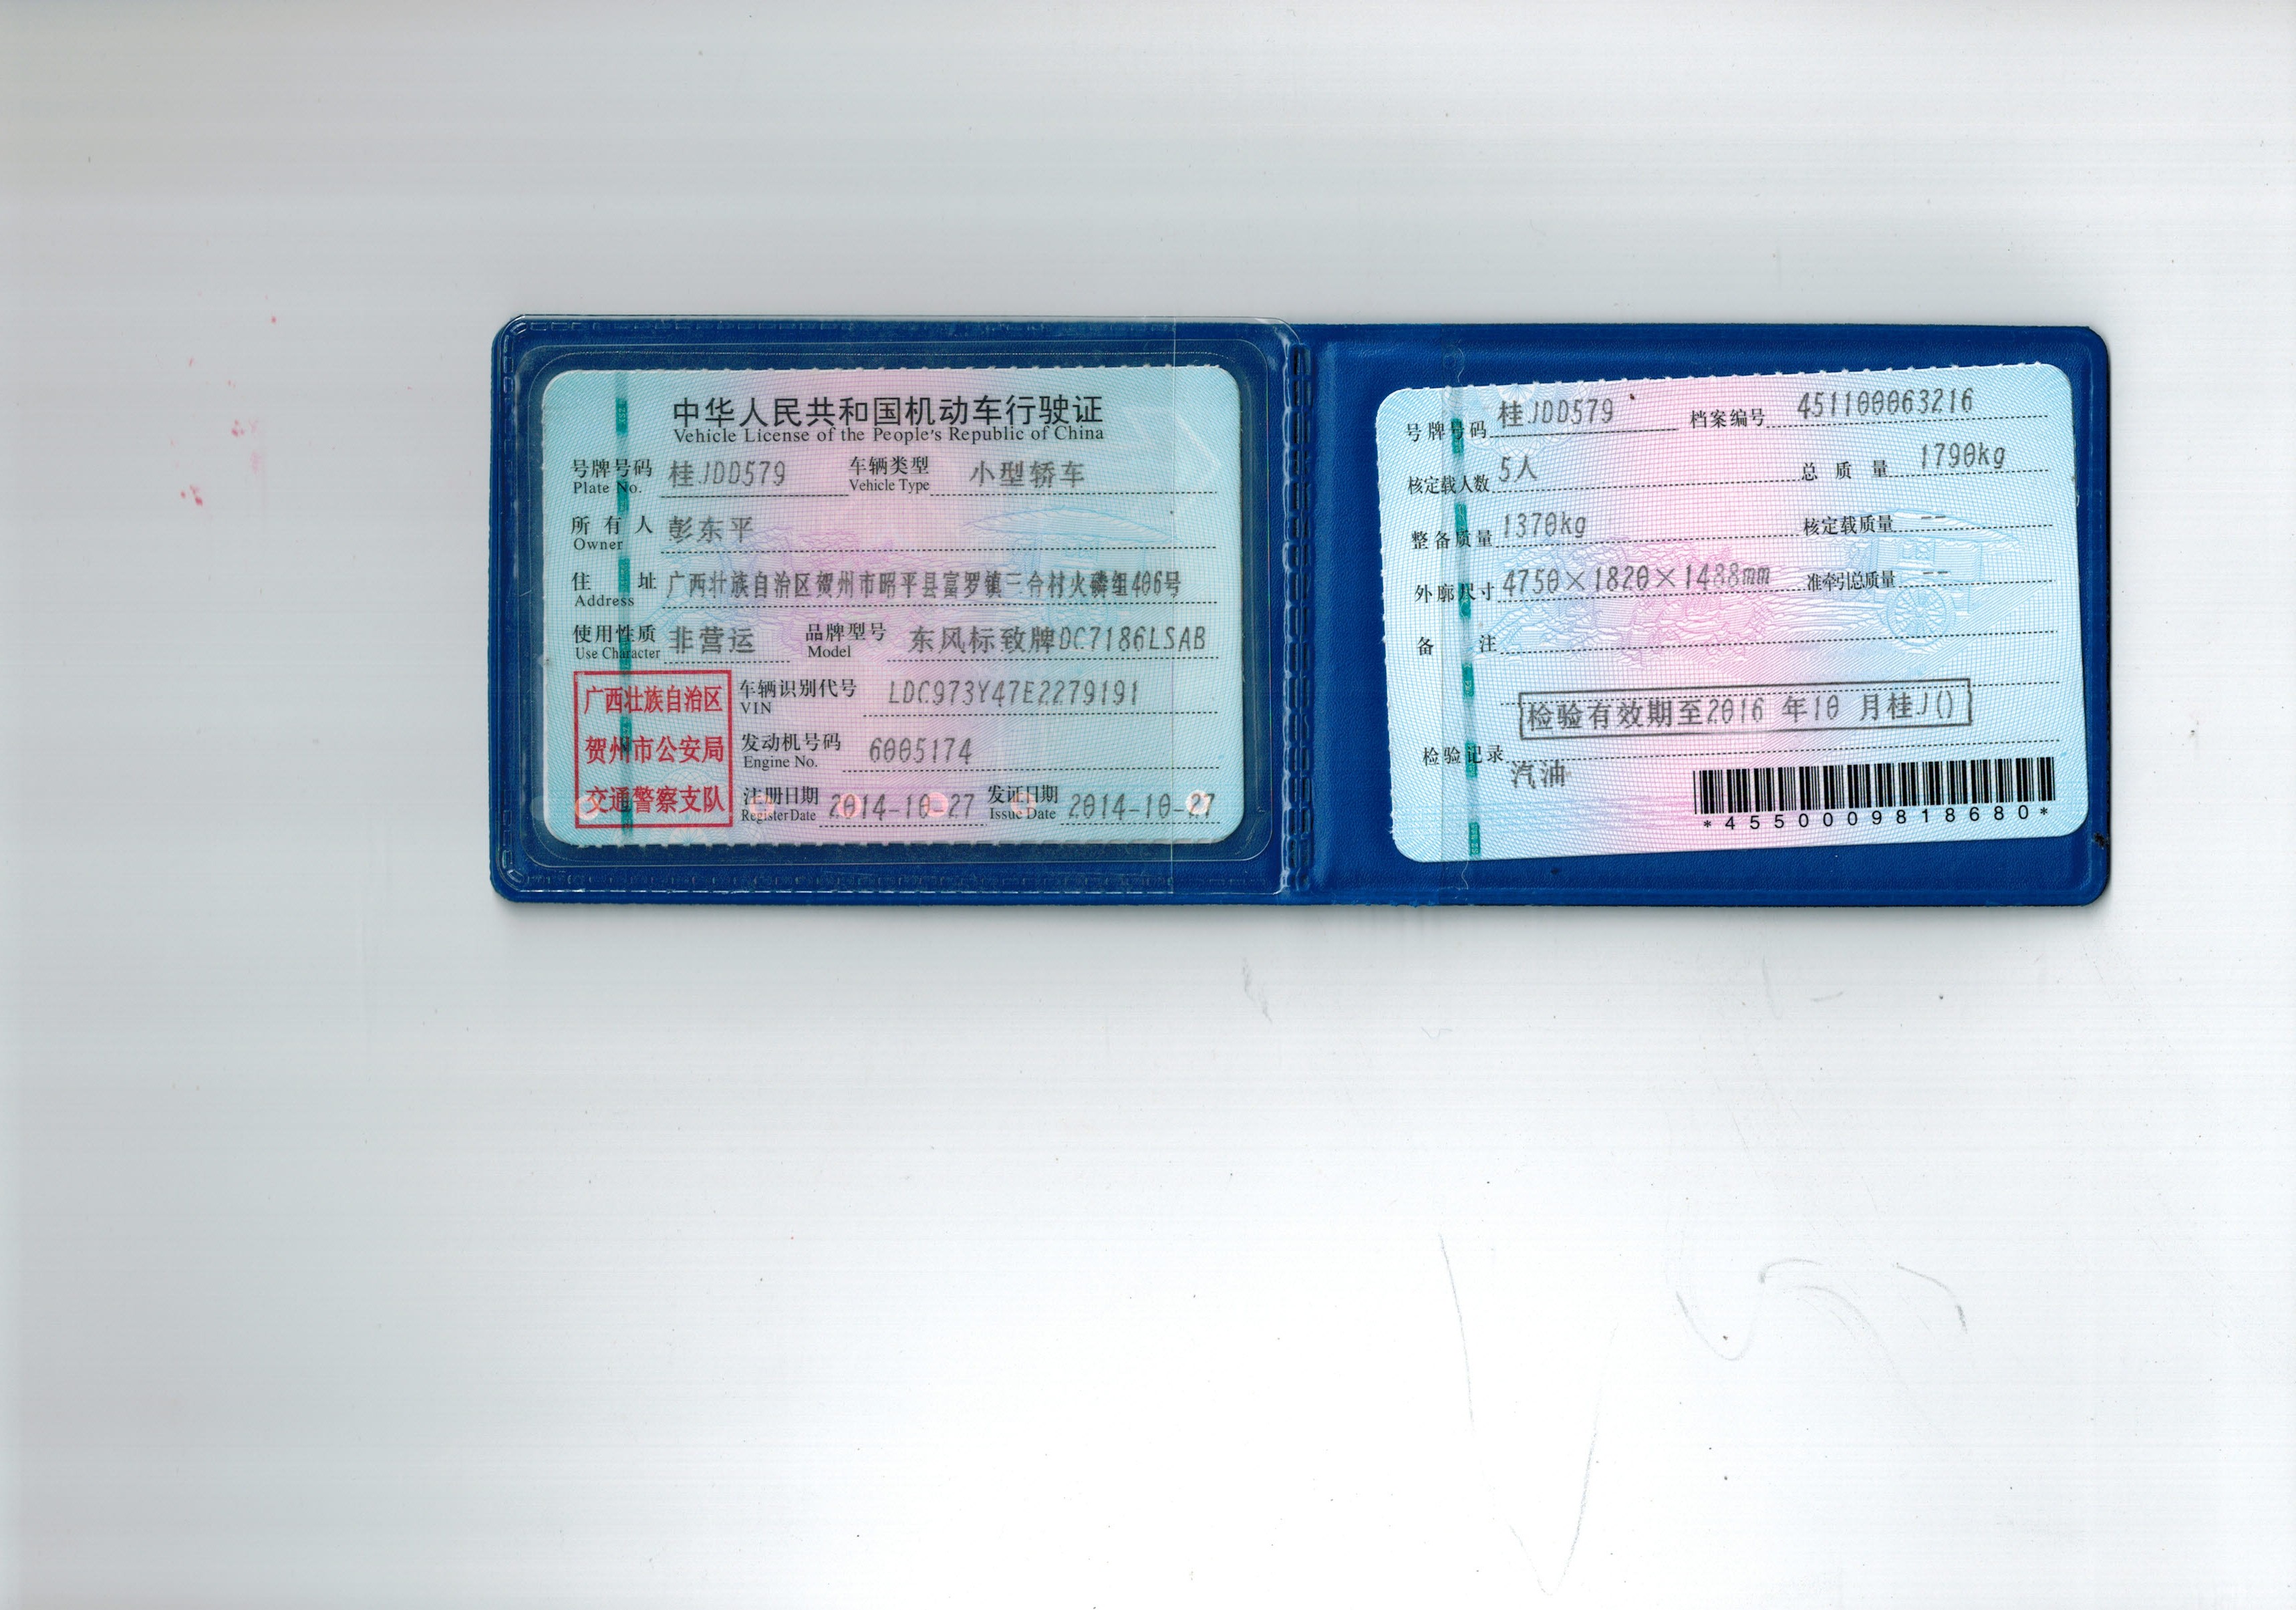 中华人民共和国机动车行驶证
Vehicle License of the People's Republic of China
号牌号码 桂JDD579 车辆类型 小型轿车
Plate No. Vehicle Type
所有人 彭东平
Owner
住址 广西壮族自治区贺州市昭平县富罗镇三合村火磷组406号
Address
使用性质 非营运 品牌型号 东风标致牌DC7186LSAB
Use Character Model
广西壮族自治区
贺州市公安局
交通警察支队
车辆识别代号 LDC973Y47E2279191
VIN
发动机号码 6005174
Engine No.
注册日期 2014-10-27 发证日期 2014-10-27
Register Date Issue Date
号牌号码 桂JDD579 档案编号 451100063216
核定载人数 5人 总质量 1790kg
整备质量 1370kg 核定载质量 --
外廓尺寸 4750×1820×1488mm 准牵引总质量 --
备注
检验有效期至2016 年10 月桂J()
检验记录
汽油
*4550009818680*